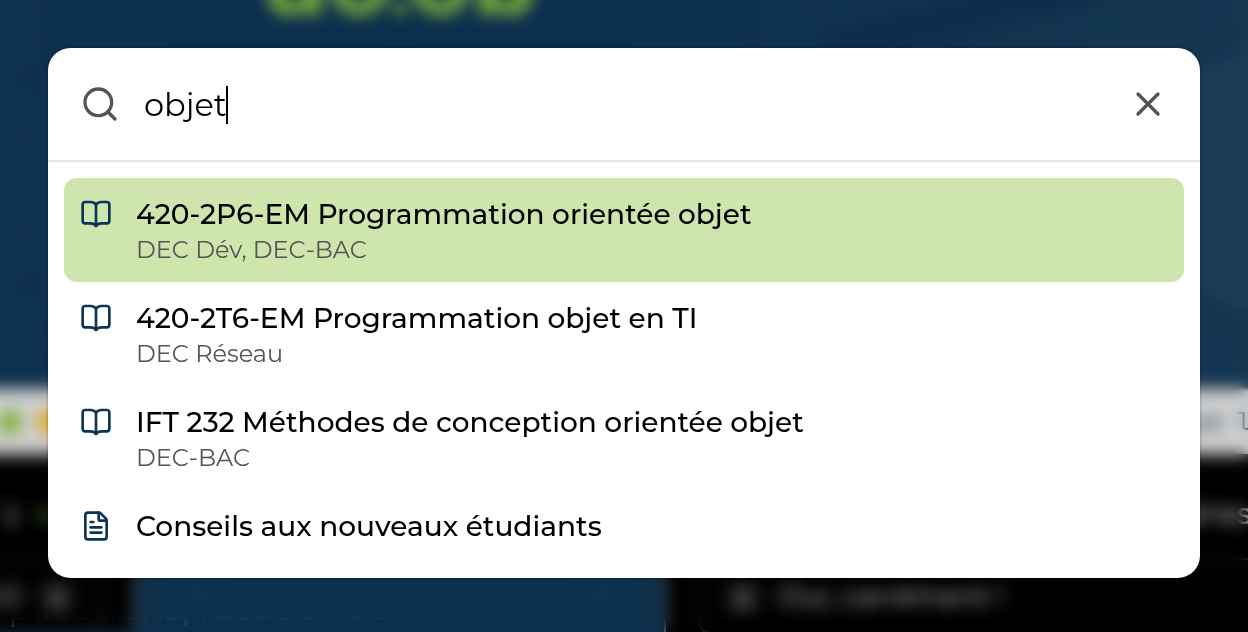 objet
420-2P6-EM Programmation orientée objet
DEC Dév, DEC-BAC
420-2T6-EM Programmation objet en TI
DEC Réseau
IFT 232 Méthodes de conception orientée objet
DEC-BAC
Conseils aux nouveaux étudiants